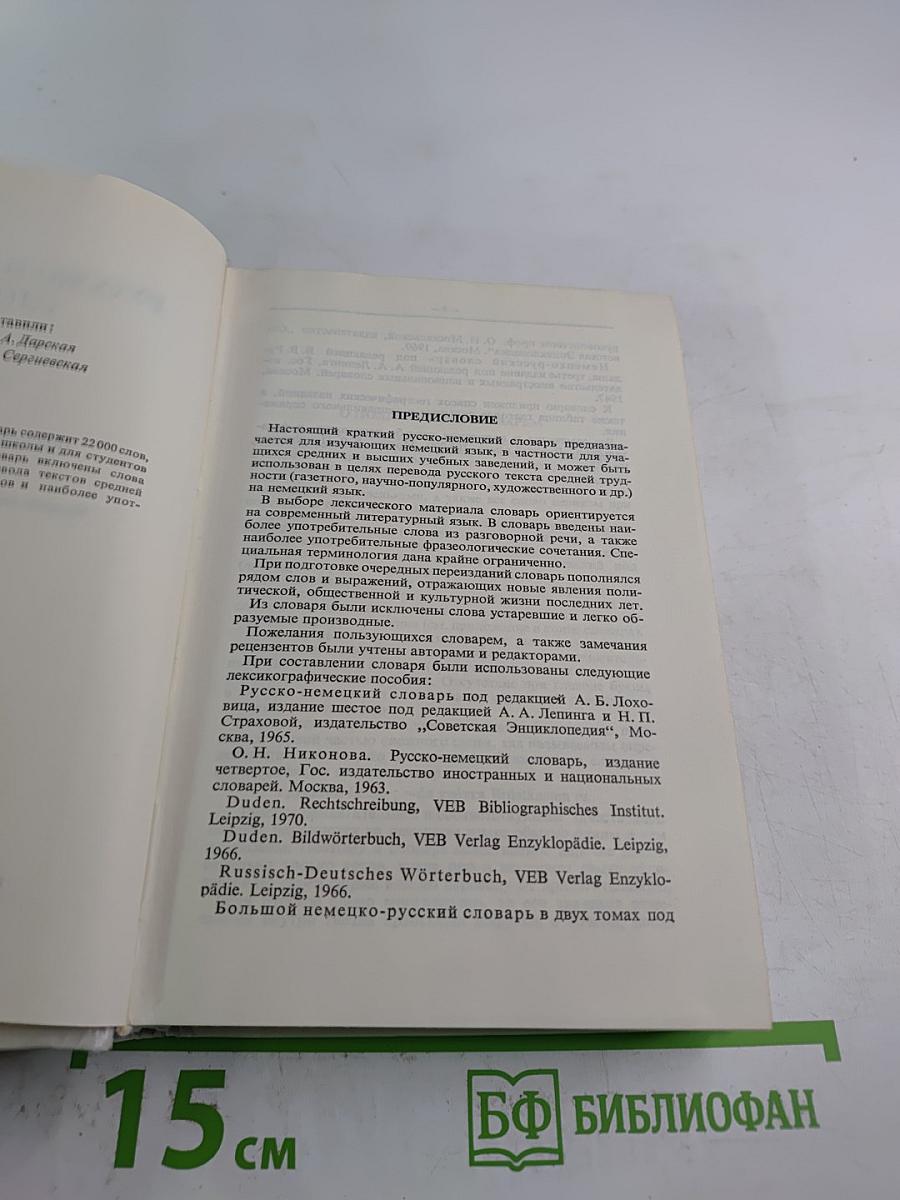 тавили:
А. Дарская
Сергиевская
рь содержит 22 000 слов,
школы и для студентов
варь включены слова
вода текстов средней
ов и наиболее упот-
ПРЕДИСЛОВИЕ
Настоящий краткий русско-немецкий словарь предназна-
чается для изучающих немецкий язык, в частности для уча-
щихся средних и высших учебных заведений, и может быть
использован в целях перевода русского текста средней труд-
ности (газетного, научно-популярного, художественного и др.)
на немецкий язык.
В выборе лексического материала словарь ориентируется
на современный литературный язык. В словарь введены наи-
более употребительные слова из разговорной речи, а также
наиболее употребительные фразеологические сочетания. Спе-
циальная терминология дана крайне ограниченно.
При подготовке очередных переизданий словарь пополнялся
рядом слов и выражений, отражающих новые явления поли-
тической, общественной и культурной жизни последних лет.
Из словаря были исключены слова устаревшие и легко об-
разуемые производные.
Пожелания пользующихся словарем, а также замечания
рецензентов были учтены авторами и редакторами.
При составлении словаря были использованы следующие
лексикографические пособия:
Русско-немецкий словарь под редакцией А. Б. Лохо-
вица, издание шестое под редакцией А. А. Лепинга и Н. П.
Страховой, издательство „Советская Энциклопедия“, Мо-
сква, 1965.
О. Н. Никонова. Русско-немецкий словарь, издание
четвертое, Гос. издательство иностранных и национальных
словарей. Москва, 1963.
Duden. Rechtschreibung, VEB Bibliographisches Institut.
Leipzig, 1970.
Duden. Bildwörterbuch, VEB Verlag Enzyklopädie. Leipzig,
1966.
Russisch-Deutsches Wörterbuch, VEB Verlag Enzyklo-
pädie. Leipzig, 1966.
Большой немецко-русский словарь в двух томах под
15 см
БФ БИБЛИОФАН